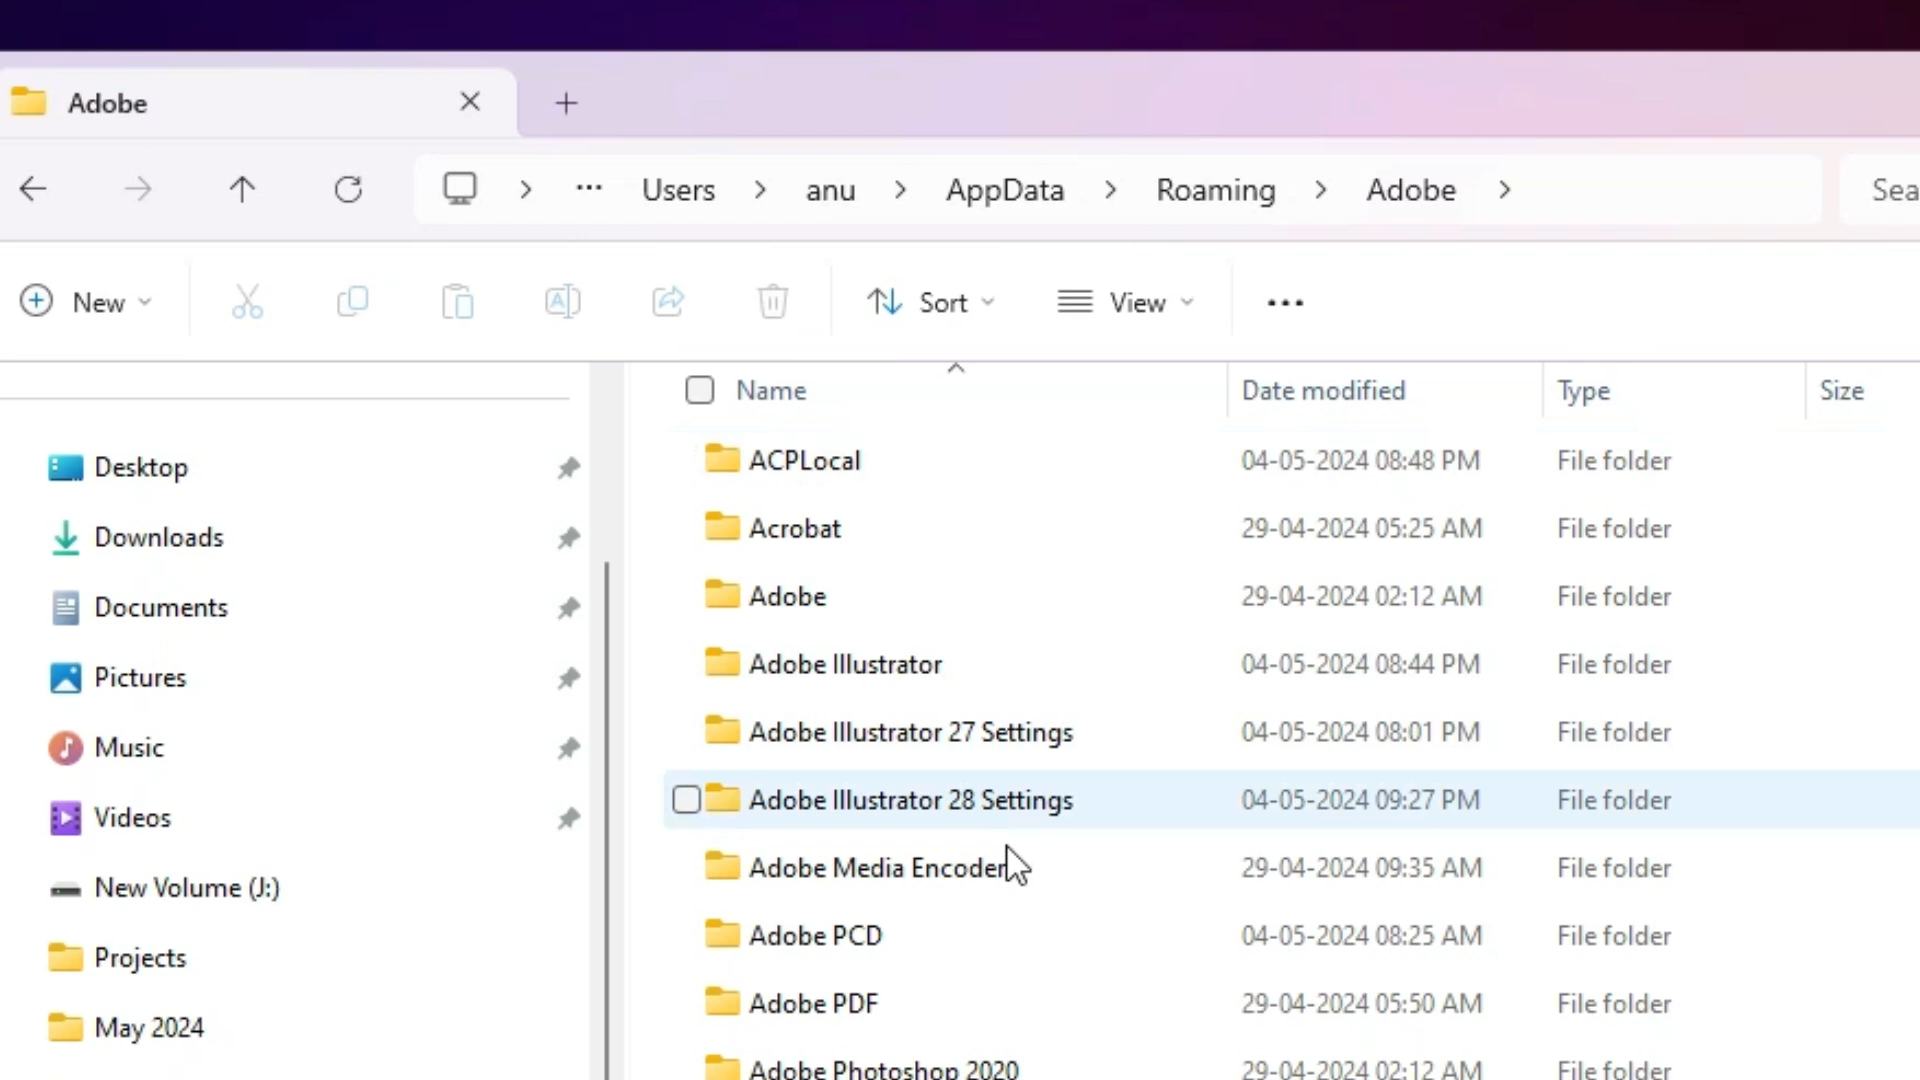 Adobe
Users > anu > AppData > Roaming > Adobe >
Sea
New
Sort
View
Name
Date modified
Type
Size
Desktop
Downloads
Documents
Pictures
Music
Videos
New Volume (J:)
Projects
May 2024
ACPLocal 04-05-2024 08:48 PM File folder
Acrobat 29-04-2024 05:25 AM File folder
Adobe 29-04-2024 02:12 AM File folder
Adobe Illustrator 04-05-2024 08:44 PM File folder
Adobe Illustrator 27 Settings 04-05-2024 08:01 PM File folder
Adobe Illustrator 28 Settings 04-05-2024 09:27 PM File folder
Adobe Media Encoder 29-04-2024 09:35 AM File folder
Adobe PCD 04-05-2024 08:25 AM File folder
Adobe PDF 29-04-2024 05:50 AM File folder
Adobe Photoshop 2020 29-04-2024 02:12 AM File folder